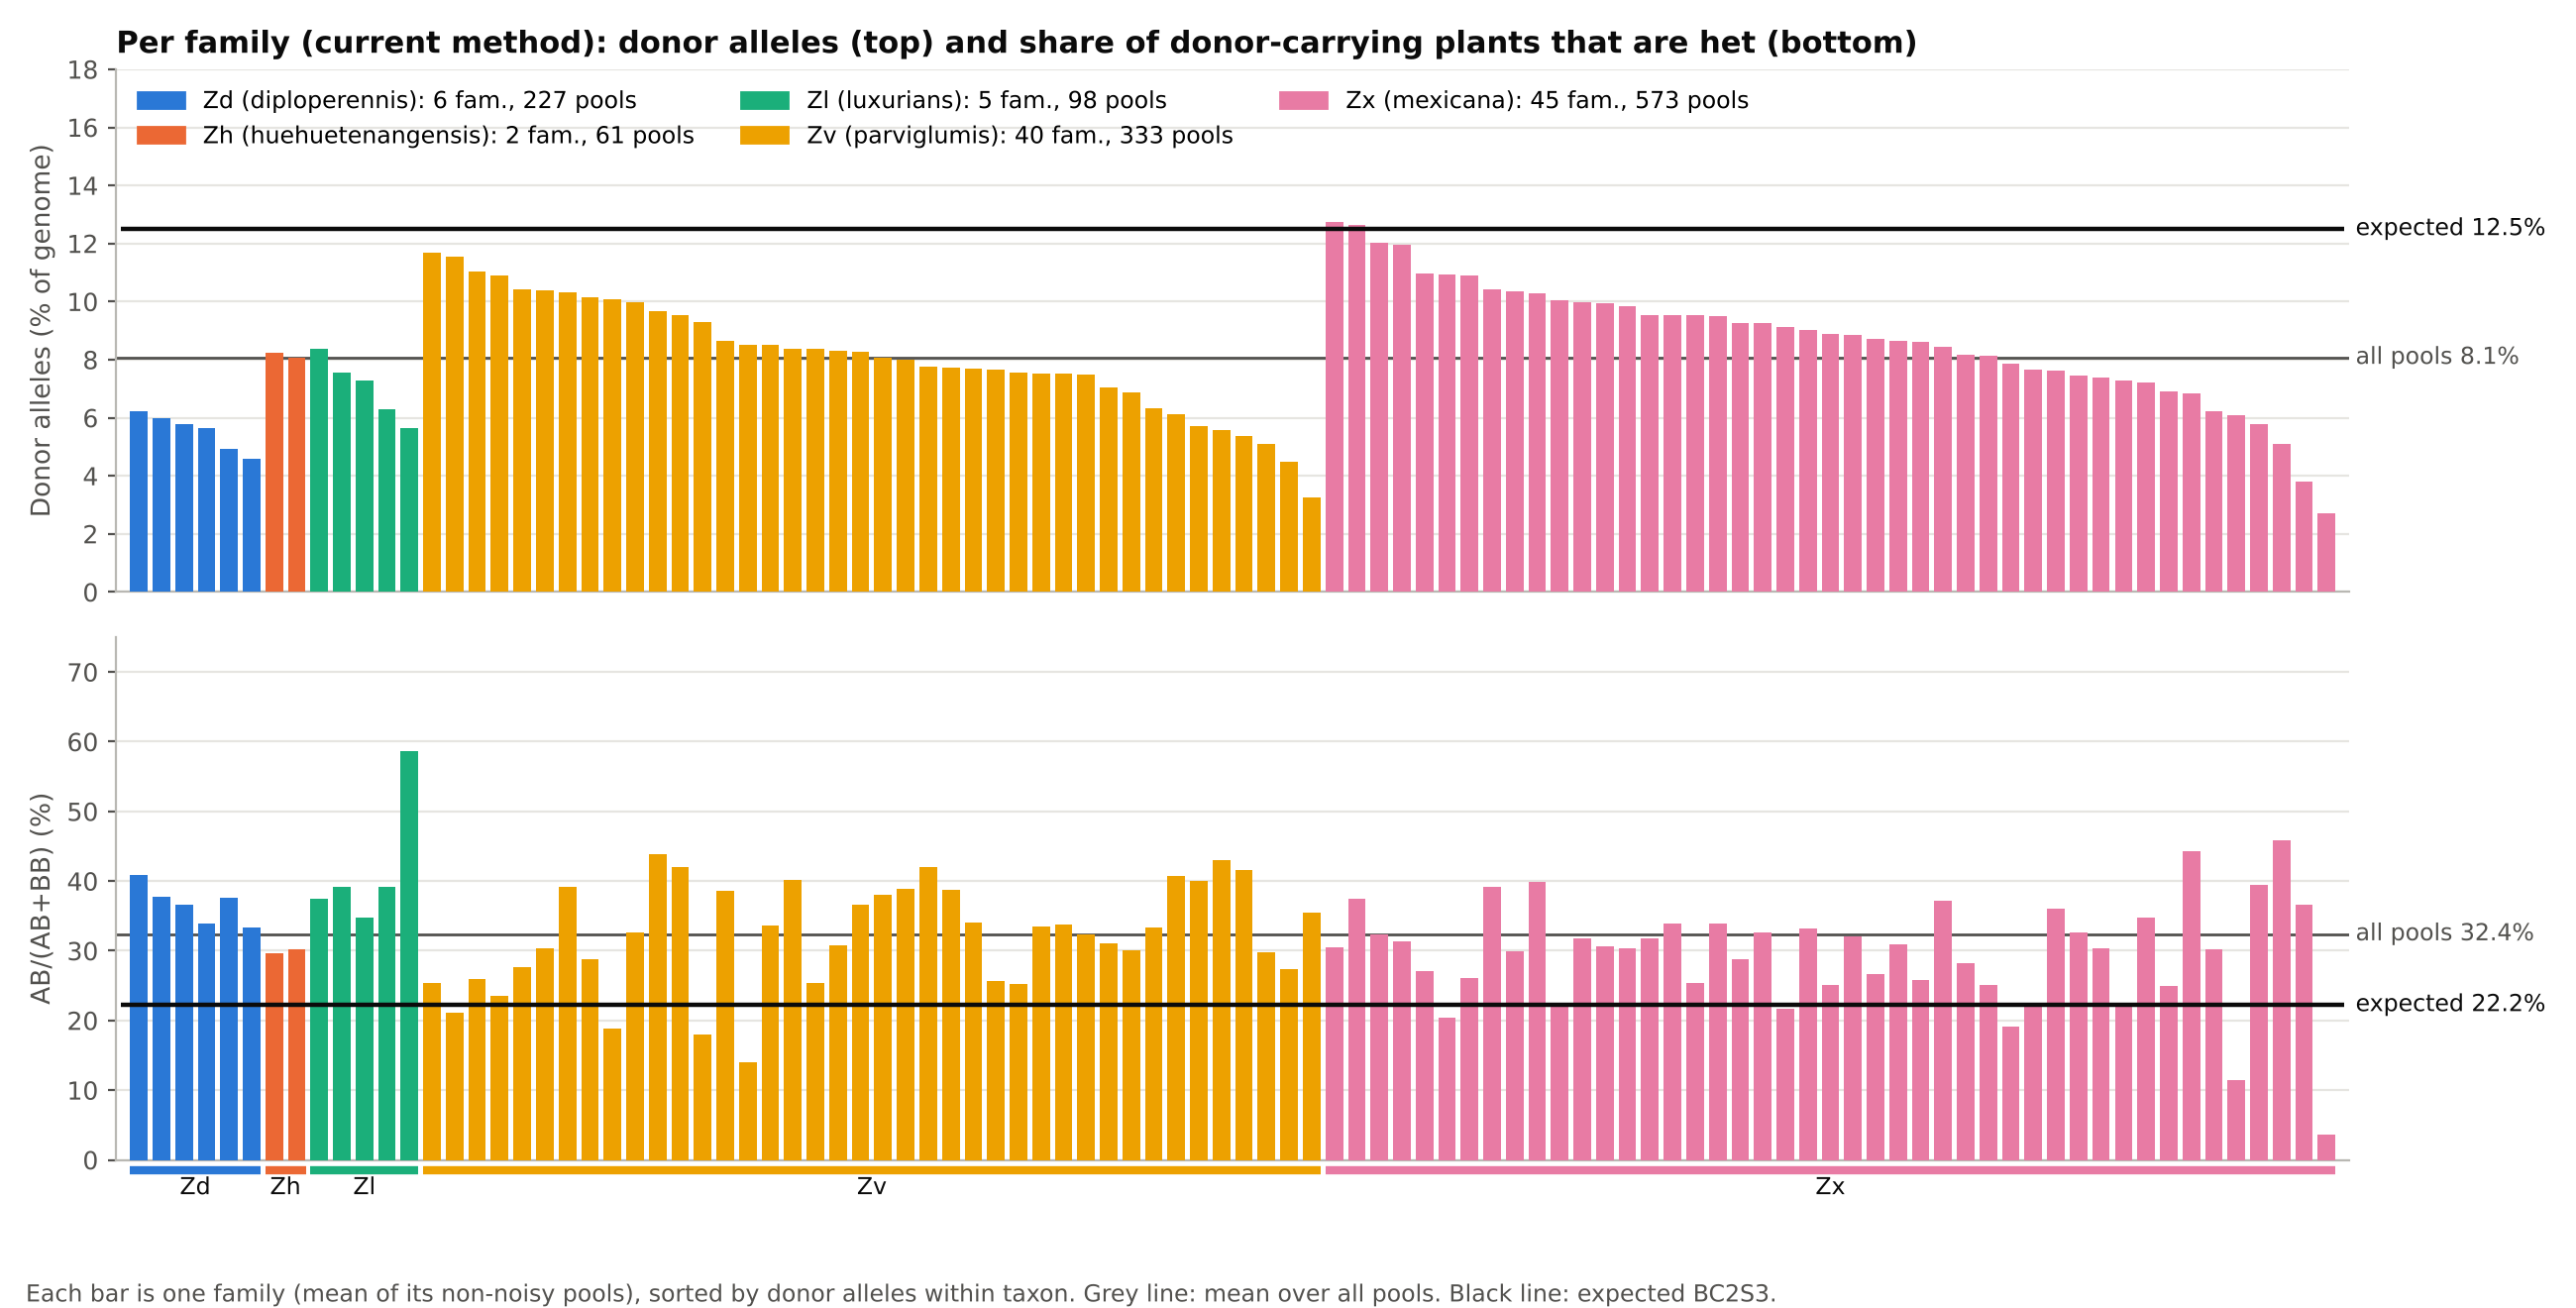 Per family (current method): donor alleles (top) and share of donor-carrying plants that are het (bottom)
Donor alleles (% of genome)
18
16
14
12
10
8
6
4
2
0
Zd (diploperennis): 6 fam., 227 pools
Zh (huehuetenangensis): 2 fam., 61 pools
Zl (luxurians): 5 fam., 98 pools
Zv (parviglumis): 40 fam., 333 pools
Zx (mexicana): 45 fam., 573 pools
expected 12.5%
all pools 8.1%
AB/(AB+BB) (%)
70
60
50
40
30
20
10
0
all pools 32.4%
expected 22.2%
Zd
Zh
Zl
Zv
Zx
Each bar is one family (mean of its non-noisy pools), sorted by donor alleles within taxon. Grey line: mean over all pools. Black line: expected BC2S3.